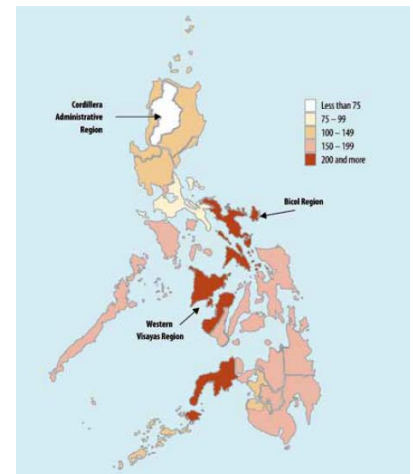 Cordillera
Administrative
Region
Less than 75
75 – 99
100 – 149
150 – 199
200 and more
Bicol Region
Western
Visayas Region